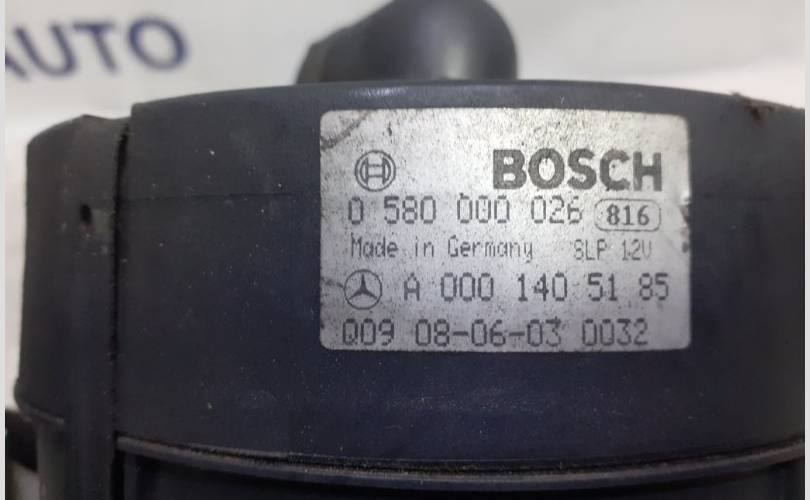 AUTO
BOSCH
0 580 000 026 816
Made in Germany SLP 12V
A 000 140 51 85
009 08-06-03 0032